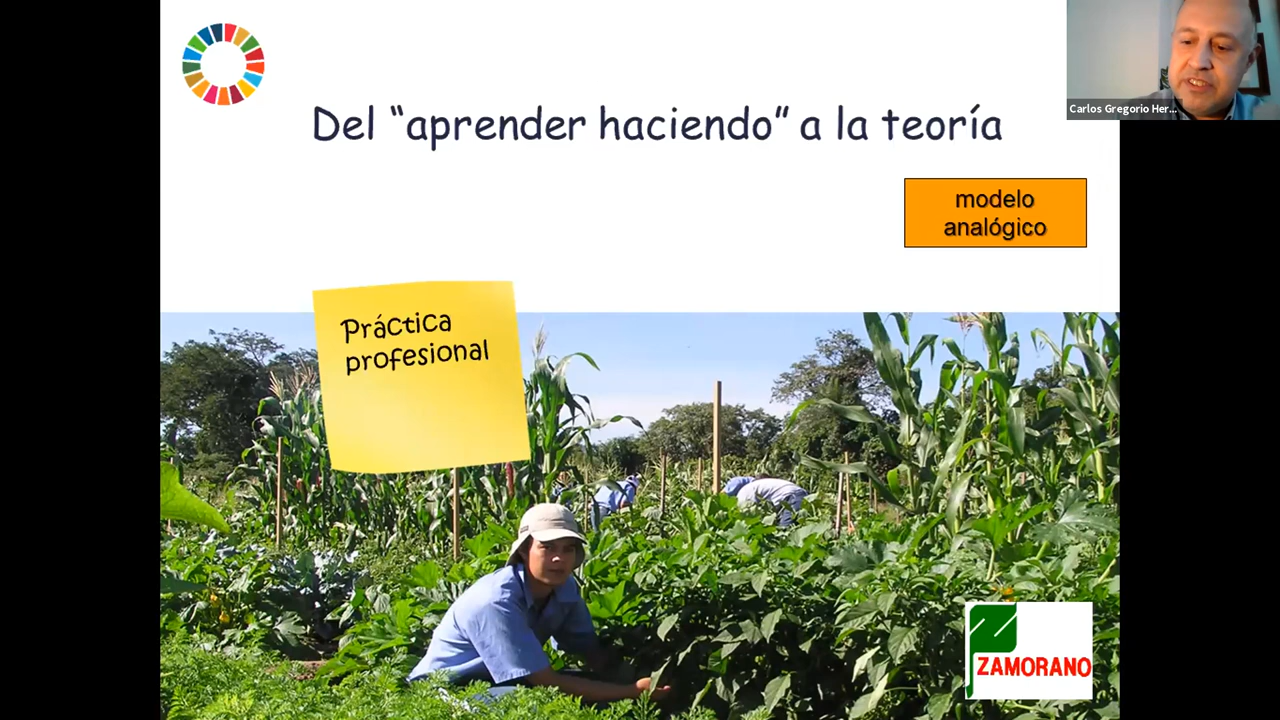 Carlos Gregorio Her...
Del “aprender haciendo” a la teoría
modelo
analógico
Práctica
profesional
ZAMORANO